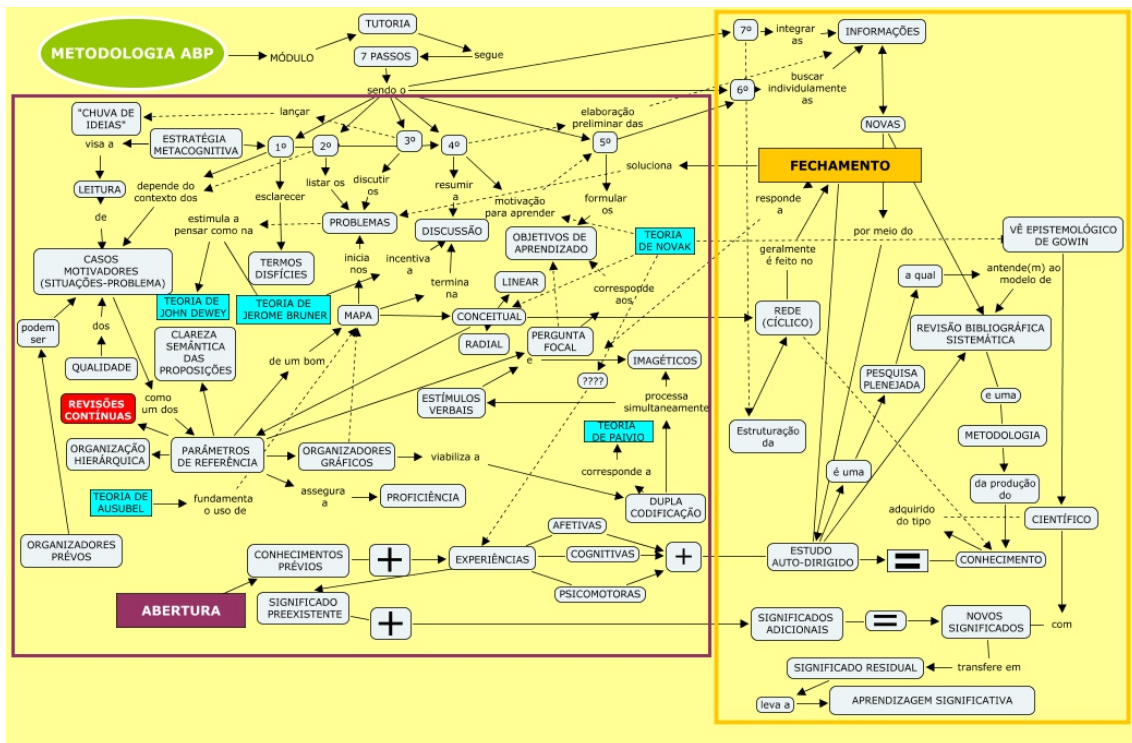 METODOLOGIA ABP
MÓDULO
TUTORIA
7 PASSOS
segue
sendo o
7º
integrar
as
INFORMAÇÕES
6º
buscar
individulamente
as
NOVAS
"CHUVA DE
IDEIAS"
lançar
elaboração
preliminar das
visa a
ESTRATÉGIA
METACOGNITIVA
1º
2º
3º
4º
5º
soluciona
FECHAMENTO
LEITURA
depende do
contexto dos
esclarecer
listar os
discutir
os
resumir
a
motivação
para aprender
formular
os
responde
a
de
estimula a
pensar como na
PROBLEMAS
DISCUSSÃO
OBJETIVOS DE
APRENDIZADO
TEORIA
DE NOVAK
por meio do
VÊ EPISTEMOLÓGICO
DE GOWIN
CASOS
MOTIVADORES
(SITUAÇÕES-PROBLEMA)
TERMOS
DISFÍCIES
inicia
nos
incentiva
a
termina
na
LINEAR
corresponde
aos
geralmente
é feito no
a qual
antende(m) ao
modelo de
TEORIA DE
JOHN DEWEY
TEORIA DE
JEROME BRUNER
MAPA
CONCEITUAL
REDE
(CÍCLICO)
REVISÃO BIBLIOGRÁFICA
SISTEMÁTICA
podem
ser
dos
CLAREZA
SEMÂNTICA
DAS
PROPOSIÇÕES
RADIAL
PERGUNTA
FOCAL
e
IMAGÉTICOS
QUALIDADE
de um bom
????
PESQUISA
PLENEJADA
e uma
REVISÕES
CONTÍNUAS
como
um dos
ESTÍMULOS
VERBAIS
processa
simultaneamente
Estruturação
da
METODOLOGIA
ORGANIZAÇÃO
HIERÁRQUICA
PARÂMETROS
DE REFERÊNCIA
ORGANIZADORES
GRÁFICOS
viabiliza a
TEORIA
DE PAIVIO
corresponde a
é uma
da produção
do
TEORIA DE
AUSUBEL
fundamenta
o uso de
assegura
a
PROFICIÊNCIA
DUPLA
CODIFICAÇÃO
adquirido
do tipo
CIENTÍFICO
ORGANIZADORES
PRÉVOS
CONHECIMENTOS
PRÉVIOS
+
EXPERIÊNCIAS
AFETIVAS
COGNITIVAS
PSICOMOTORAS
+
ESTUDO
AUTO-DIRIGIDO
=
CONHECIMENTO
ABERTURA
SIGNIFICADO
PREEXISTENTE
+
SIGNIFICADOS
ADICIONAIS
=
NOVOS
SIGNIFICADOS
com
SIGNIFICADO RESIDUAL
transfere em
leva a
APRENDIZAGEM SIGNIFICATIVA